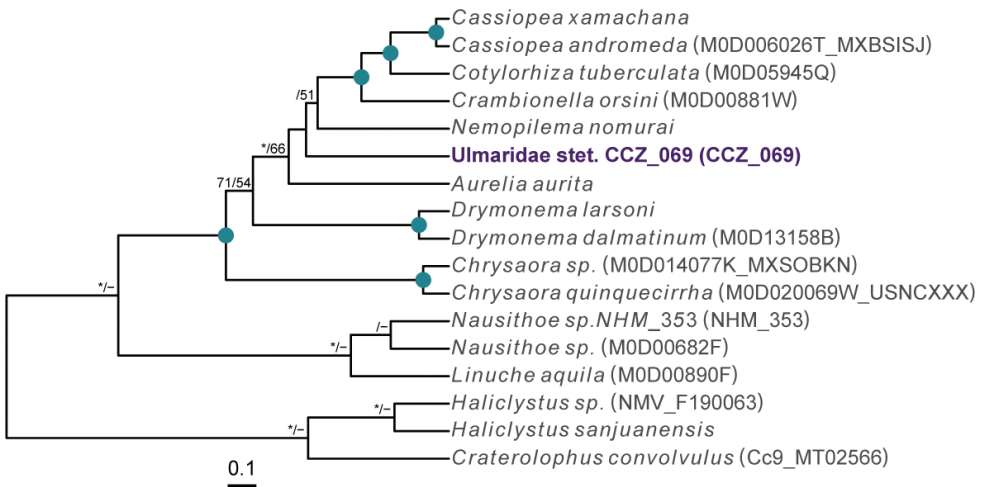 Cassiopea xamachana
Cassiopea andromeda (M0D006026T_MXBSISJ)
Cotylorhiza tuberculata (M0D05945Q)
/51
Crambionella orsini (M0D00881W)
Nemopilema nomurai
*/66
Ulmaridae stet. CCZ_069 (CCZ_069)
71/54
Aurelia aurita
Drymonema larsoni
Drymonema dalmatinum (M0D13158B)
Chrysaora sp. (M0D014077K_MXSOBKN)
*/–
Chrysaora quinquecirrha (M0D020069W_USNCXXX)
Nausithoe sp.NHM_353 (NHM_353)
/–
*/–
Nausithoe sp. (M0D00682F)
Linuche aquila (M0D00890F)
*/–
Haliclystus sp. (NMV_F190063)
*/–
Haliclystus sanjuanensis
Craterolophus convolvulus (Cc9_MT02566)
0.1